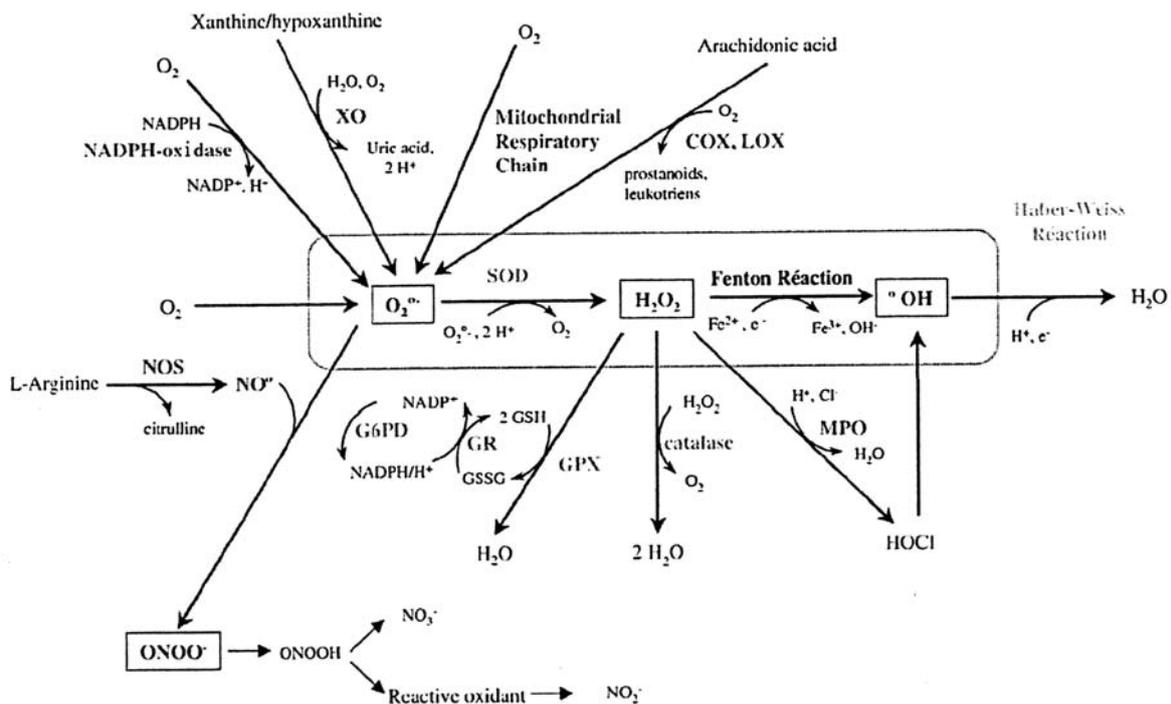 Xanthine/hypoxanthine
O₂
Arachidonic acid
O₂
H₂O, O₂
XO
Uric acid,
2 H⁺
NADPH
NADPH-oxidase
NADP⁺, H⁻
Mitochondrial
Respiratory
Chain
O₂
COX, LOX
prostanoids,
leukotriens
Haber-Weiss
Réaction
O₂
O₂°⁻
SOD
O₂°-, 2 H⁺
O₂
H₂O₂
Fenton Réaction
Fe²⁺, e⁻
Fe³⁺, OH⁻
°OH
H⁺, e⁻
H₂O
L-Arginine
NOS
citrulline
NO°
NADP⁺
G6PD
NADPH/H⁺
GR
2 GSH
GSSG
GPX
H₂O
H₂O₂
catalase
O₂
2 H₂O
H⁺, Cl⁻
MPO
H₂O
HOCl
ONOO⁻
ONOOH
NO₃⁻
Reactive oxidant
NO₂⁻